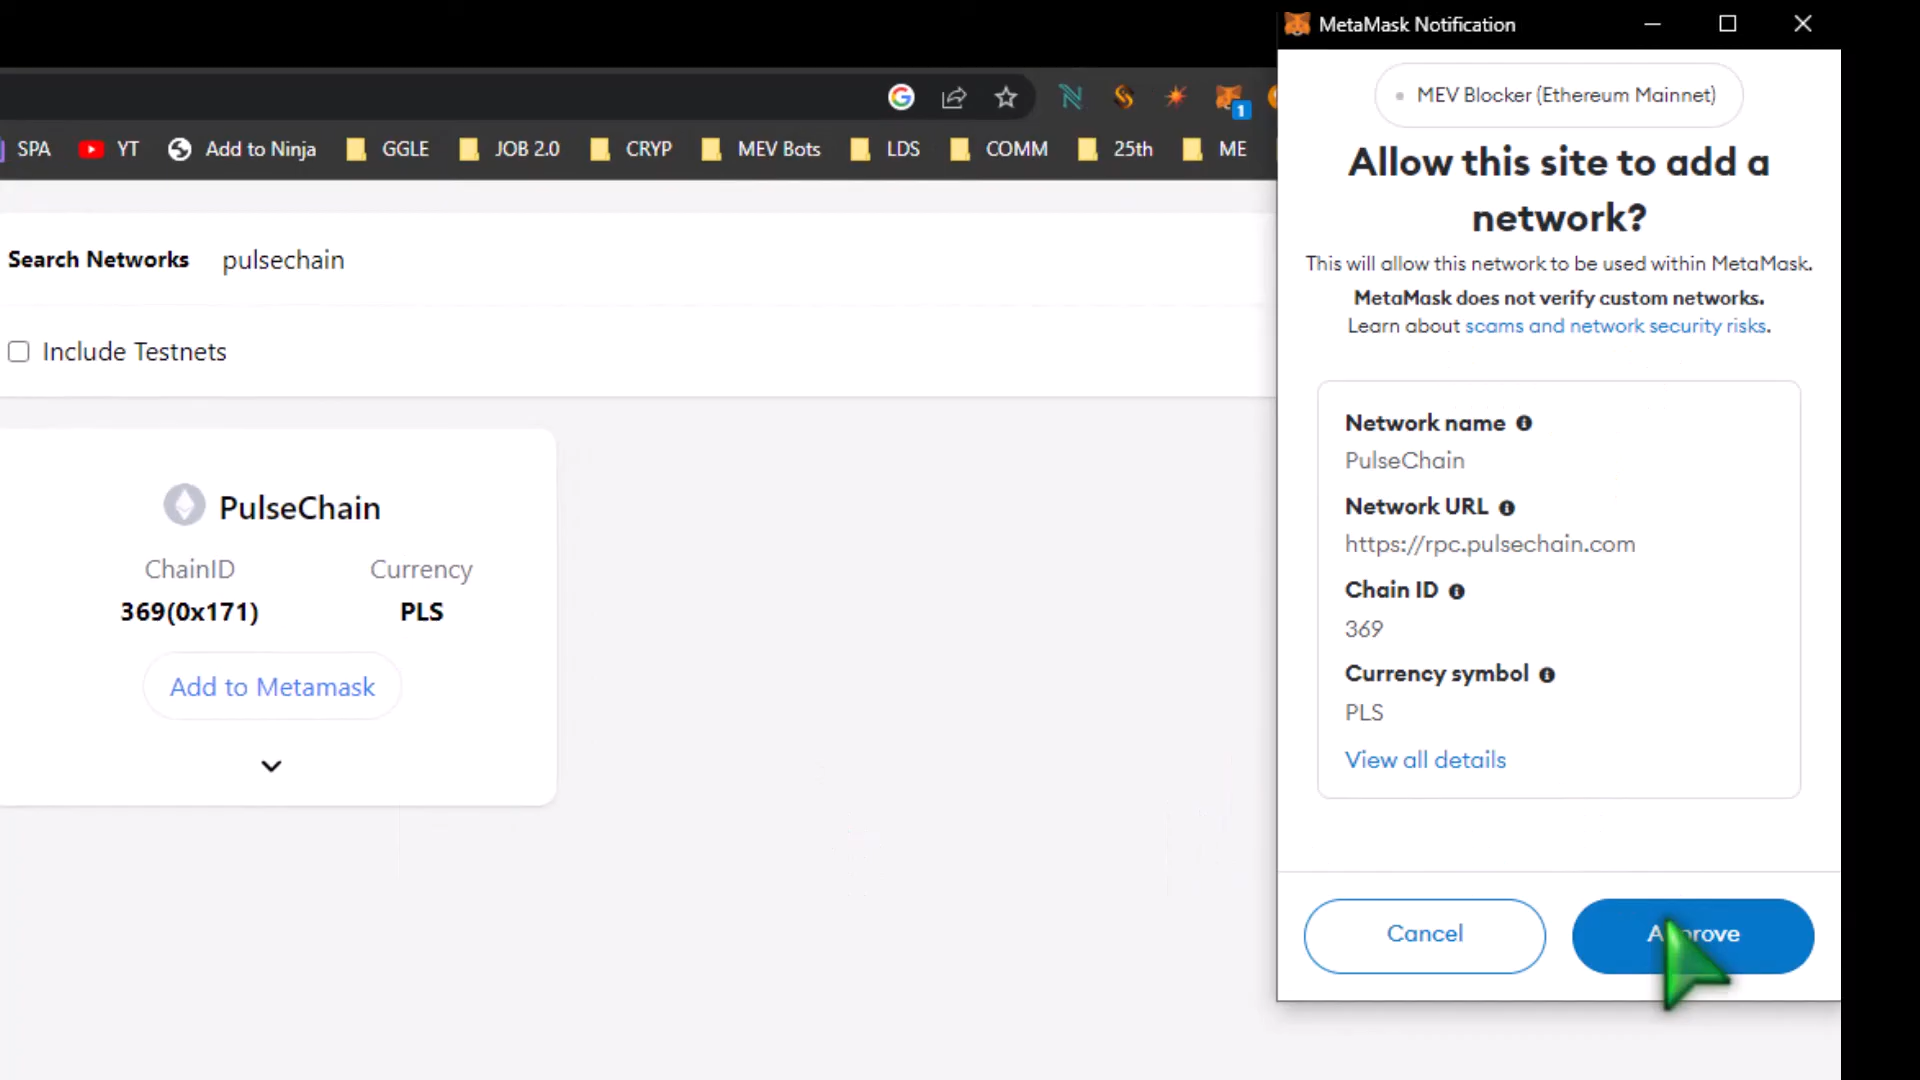 MetaMask Notification
1
SPA
YT
Add to Ninja
GGLE
JOB 2.0
CRYP
MEV Bots
LDS
COMM
25th
ME
Search Networks pulsechain
Include Testnets
PulseChain
ChainID Currency
369(0x171) PLS
Add to Metamask
MEV Blocker (Ethereum Mainnet)
Allow this site to add a
network?
This will allow this network to be used within MetaMask.
MetaMask does not verify custom networks.
Learn about scams and network security risks.
Network name
PulseChain
Network URL
https://rpc.pulsechain.com
Chain ID
369
Currency symbol
PLS
View all details
Cancel
Approve